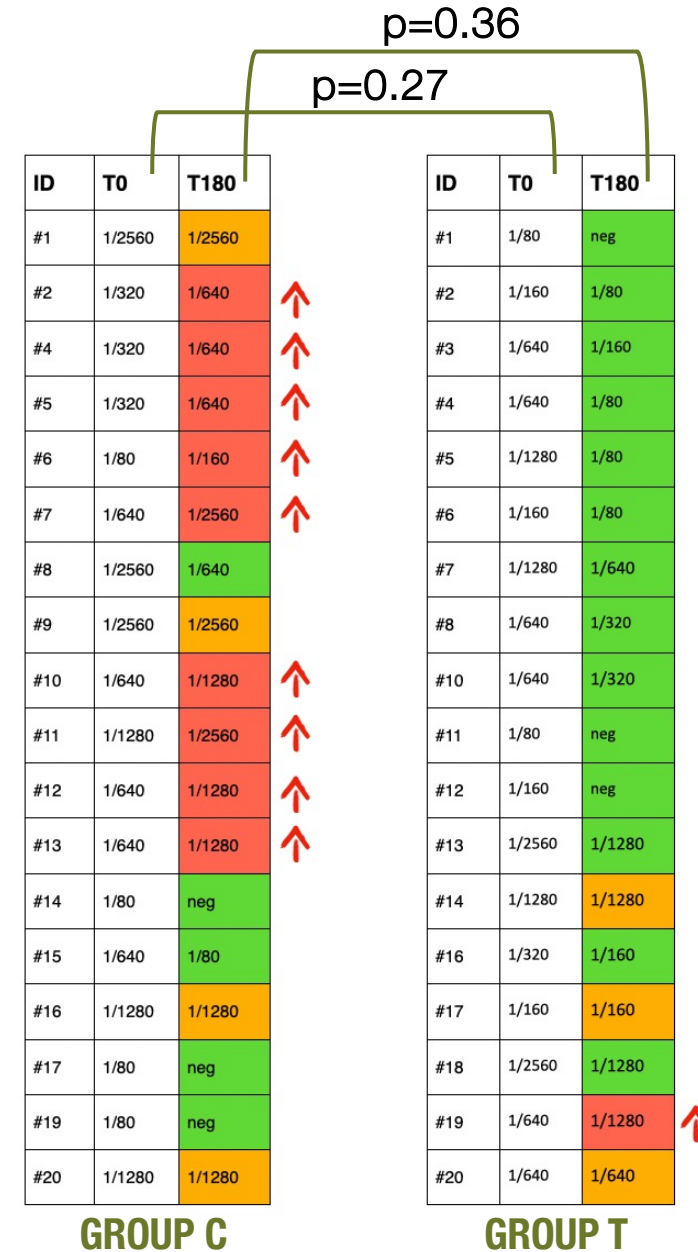 p=0.36
p=0.27
ID T0 T180
#1 1/2560 1/2560
#2 1/320 1/640
#4 1/320 1/640
#5 1/320 1/640
#6 1/80 1/160
#7 1/640 1/2560
#8 1/2560 1/640
#9 1/2560 1/2560
#10 1/640 1/1280
#11 1/1280 1/2560
#12 1/640 1/1280
#13 1/640 1/1280
#14 1/80 neg
#15 1/640 1/80
#16 1/1280 1/1280
#17 1/80 neg
#19 1/80 neg
#20 1/1280 1/1280
GROUP C
ID T0 T180
#1 1/80 neg
#2 1/160 1/80
#3 1/640 1/160
#4 1/640 1/80
#5 1/1280 1/80
#6 1/160 1/80
#7 1/1280 1/640
#8 1/640 1/320
#10 1/640 1/320
#11 1/80 neg
#12 1/160 neg
#13 1/2560 1/1280
#14 1/1280 1/1280
#16 1/320 1/160
#17 1/160 1/160
#18 1/2560 1/1280
#19 1/640 1/1280
#20 1/640 1/640
GROUP T